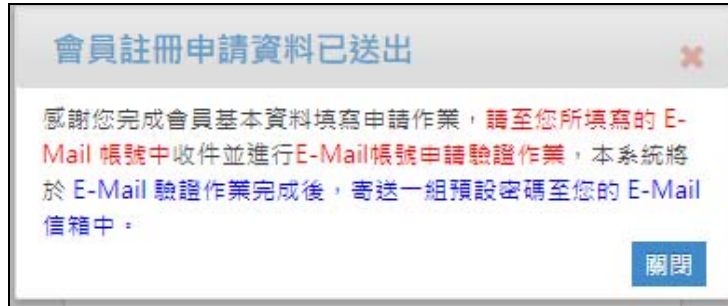 會員註冊申請資料已送出
感謝您完成會員基本資料填寫申請作業，請至您所填寫的 E-
Mail 帳號中收件並進行E-Mail帳號申請驗證作業，本系統將
於 E-Mail 驗證作業完成後，寄送一組預設密碼至您的 E-Mail
信箱中。
關閉